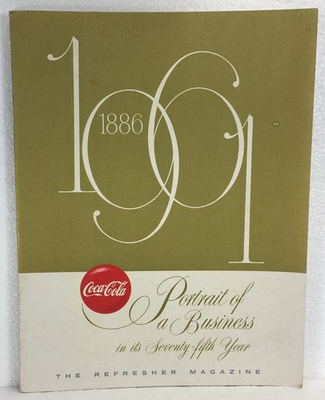 1961
1886
Coca-Cola
Portrait of
a Business
in its Seventy-fifth Year
THE REFRESHER MAGAZINE